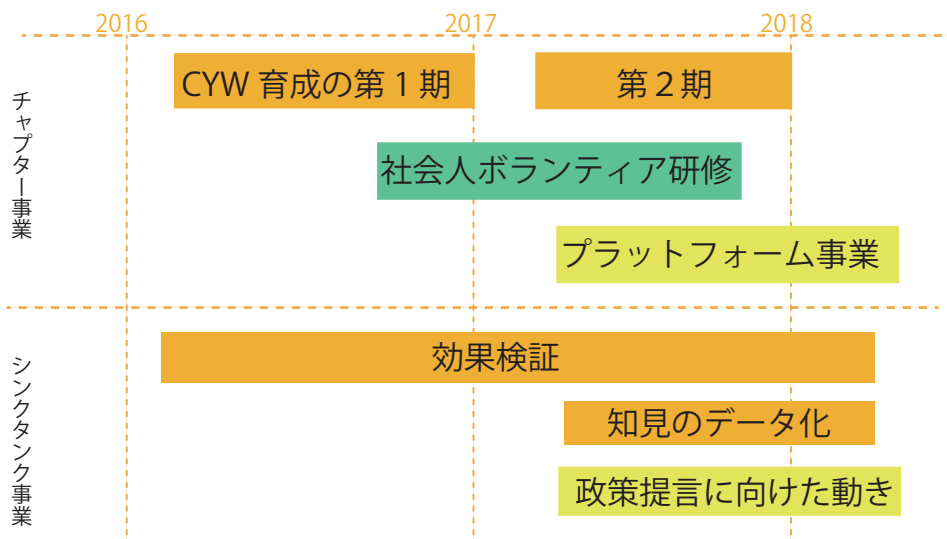 2016
2017
2018
チャプター事業
CYW 育成の第 1 期
第 2 期
社会人ボランティア研修
プラットフォーム事業
シンクタンク事業
効果検証
知見のデータ化
政策提言に向けた動き